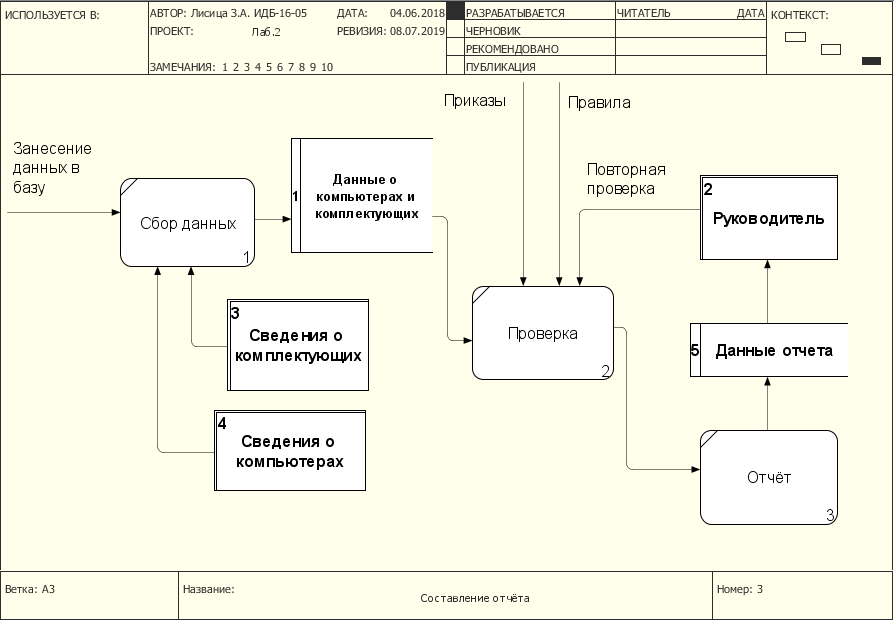 ИСПОЛЬЗУЕТСЯ В:
АВТОР: Лисица З.А. ИДБ-16-05
ДАТА: 04.06.2018
РАЗРАБАТЫВАЕТСЯ
ЧИТАТЕЛЬ
ДАТА
КОНТЕКСТ:
ПРОЕКТ: Лаб.2
РЕВИЗИЯ: 08.07.2019
ЧЕРНОВИК
РЕКОМЕНДОВАНО
ЗАМЕЧАНИЯ: 1 2 3 4 5 6 7 8 9 10
ПУБЛИКАЦИЯ
Приказы
Правила
Занесение
данных в
базу
Сбор данных
1
1
Данные о
компьютерах и
комплектующих
Повторная
проверка
2
Руководитель
3
Сведения о
комплектующих
Проверка
2
5
Данные отчета
4
Сведения о
компьютерах
Отчёт
3
Ветка: А3
Название:
Составление отчёта
Номер: 3